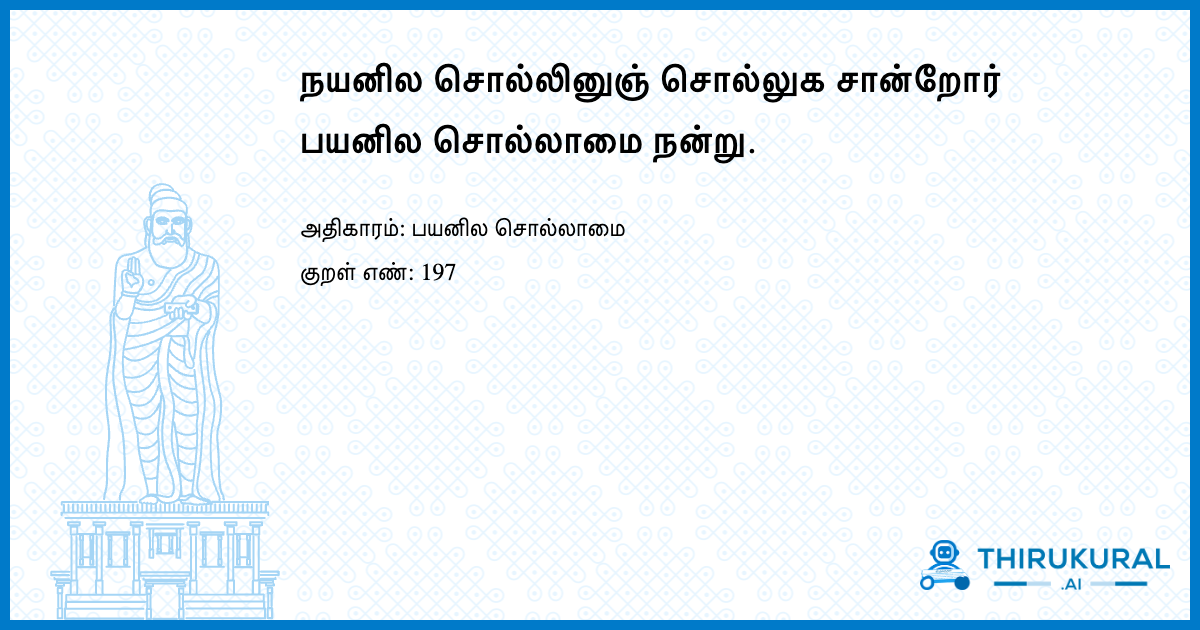 நயனில சொல்லினுஞ் சொல்லுக சான்றோர்
பயனில சொல்லாமை நன்று.
அதிகாரம்: பயனில சொல்லாமை
குறள் எண்: 197
THIRUKURAL
.AI